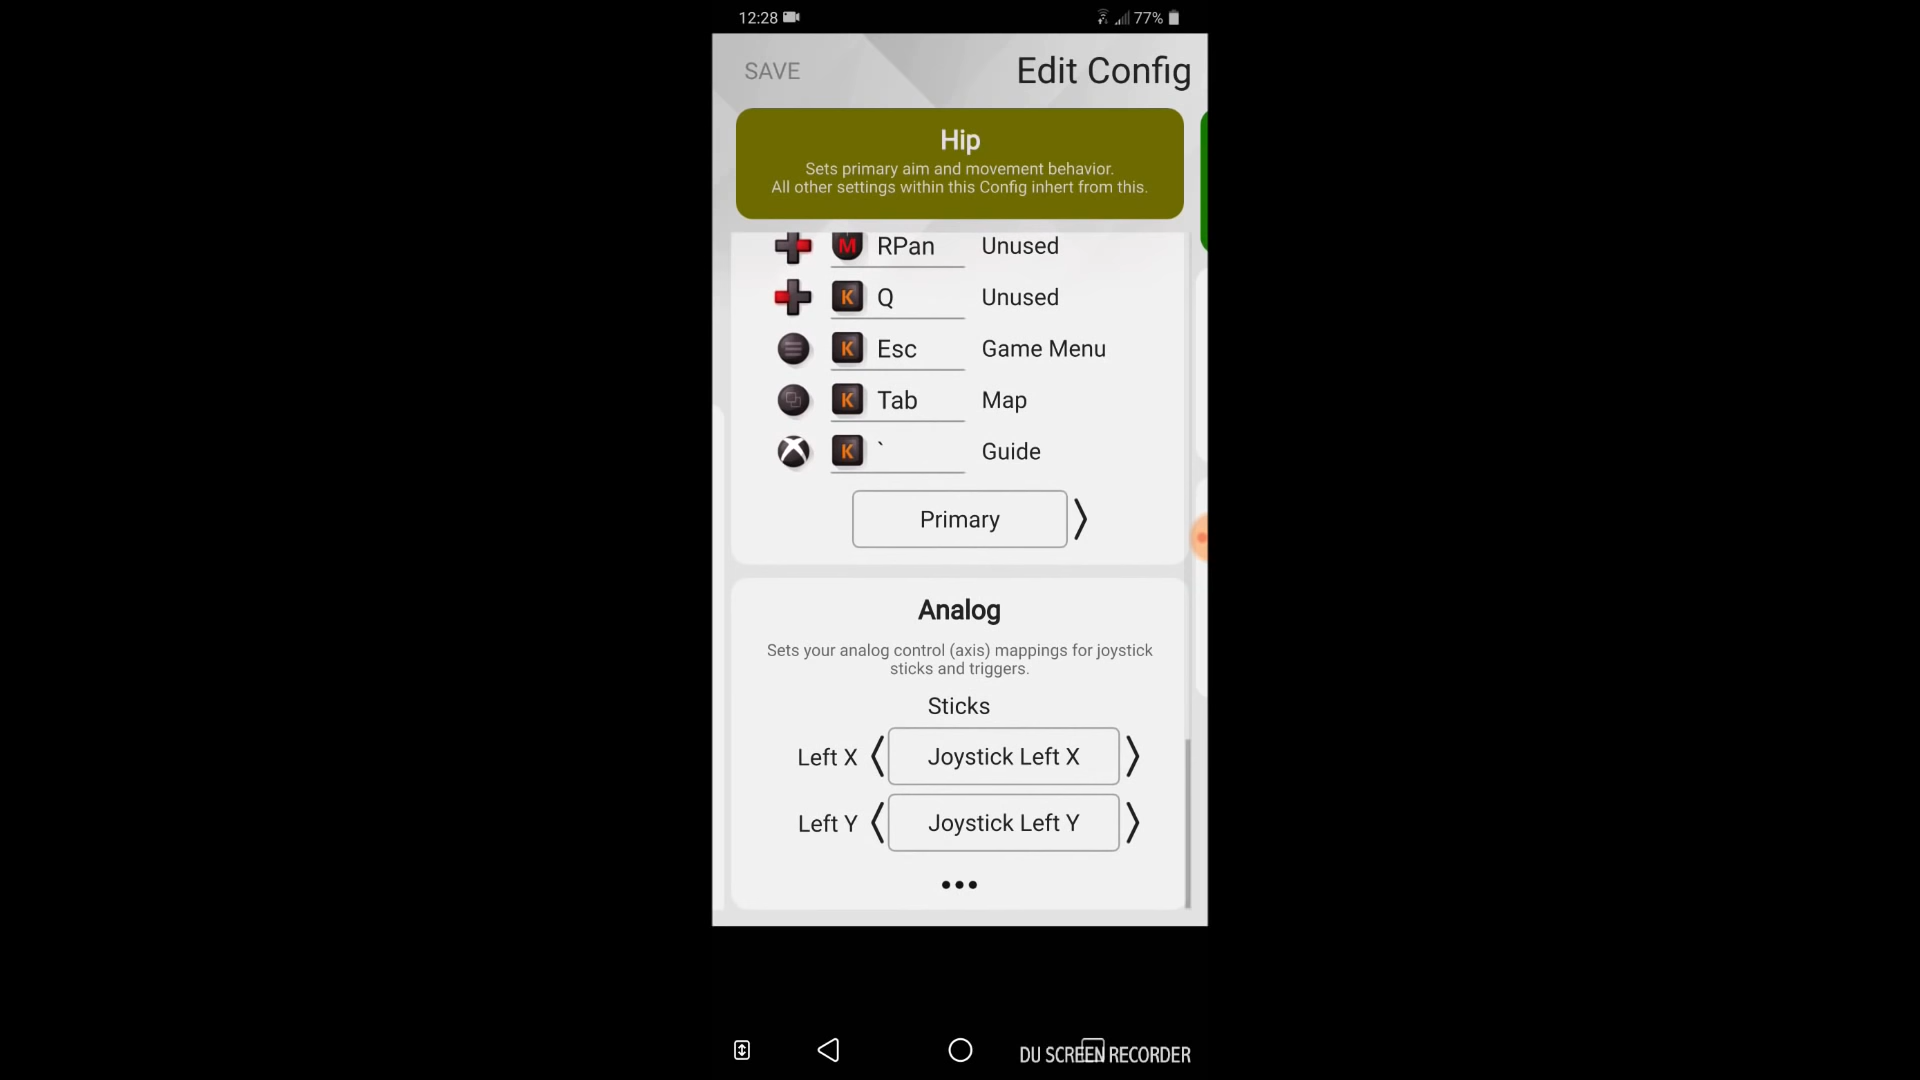 12:28
77%
SAVE
Edit Config
Hip
Sets primary aim and movement behavior.
All other settings within this Config inhert from this.
M RPan Unused
K Q Unused
K Esc Game Menu
K Tab Map
K ` Guide
Primary
Analog
Sets your analog control (axis) mappings for joystick
sticks and triggers.
Sticks
Left X Joystick Left X
Left Y Joystick Left Y
DU SCREEN RECORDER